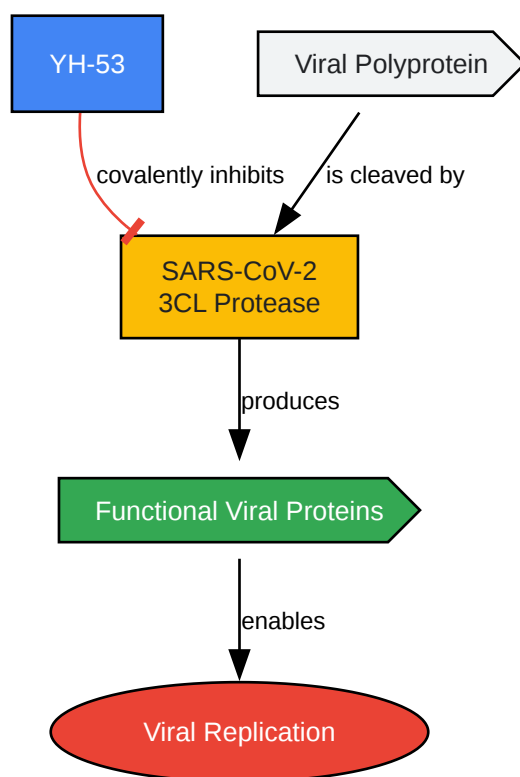 YH-53
Viral Polyprotein
covalently inhibits
is cleaved by
SARS-CoV-2
3CL Protease
produces
Functional Viral Proteins
enables
Viral Replication